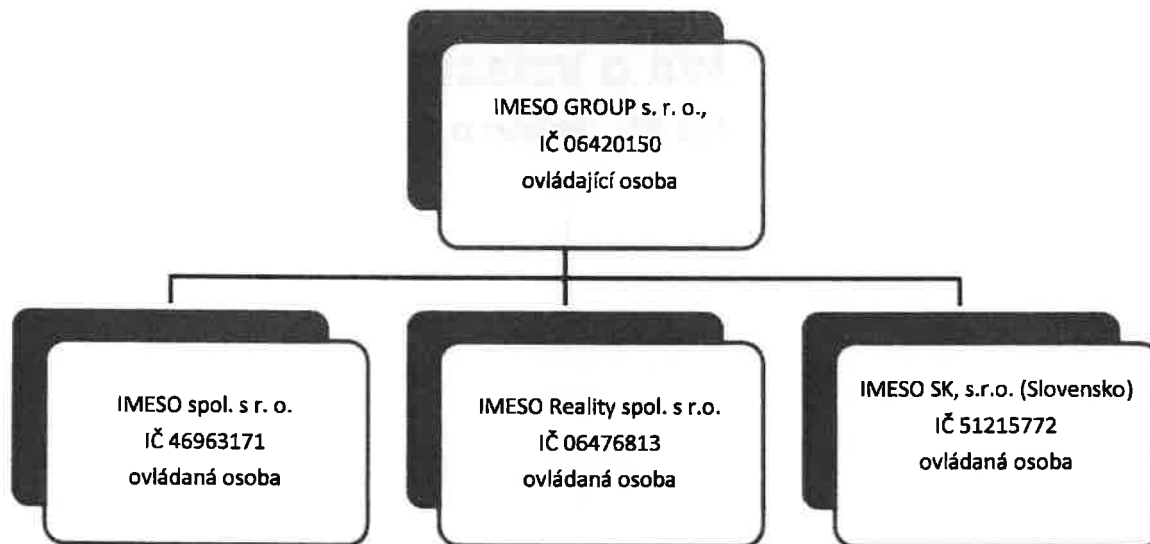 IMESO GROUP s. r. o.,
IČ 06420150
ovládající osoba
IMESO spol. s r. o.
IČ 46963171
ovládaná osoba
IMESO Reality spol. s r.o.
IČ 06476813
ovládaná osoba
IMESO SK, s.r.o. (Slovensko)
IČ 51215772
ovládaná osoba